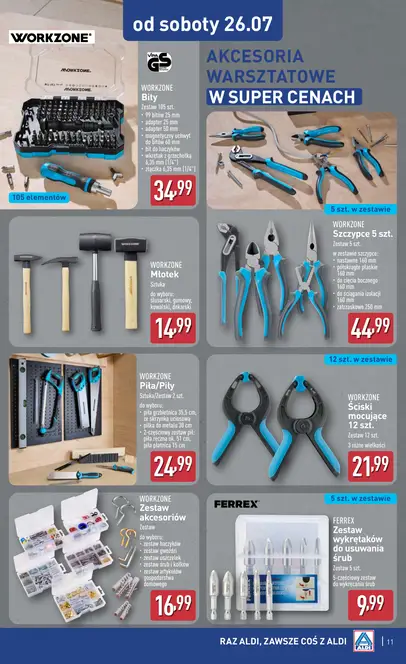 od soboty 26.07
WORKZONE®
GS
AKCESORIA
WARSZTATOWE
W SUPER CENACH
WORKZONE
Bity
Zestaw 105 szt.
• 99 bitów 25 mm
• adapter 25 mm
• adapter 50 mm
• magnetyczny uchwyt
do bitów 60 mm
• bit do haczyków
• wkrętak z grzechotką
6,35 mm (1/4")
• złączka 6,35 mm (1/4")
34,99
105 elementów
5 szt. w zestawie
WORKZONE
Szczypce 5 szt.
Zestaw 5 szt.
w zestawie szczypce:
• nastawne 160 mm
• półokrągłe płaskie
160 mm
• do cięcia bocznego
160 mm
• do ściągania izolacji
160 mm
• zatrzaskowe 250 mm
44,99
WORKZONE
Młotek
Sztuka
do wyboru:
ślusarski, gumowy,
kowalski, dekarski
14,99
WORKZONE
Piła/Piły
Sztuka/Zestaw 2 szt.
do wyboru:
• piła grzbietnica 35,5 cm,
ze skrzynką uciosową
• piłka do metalu 30 cm
• 2-częściowy zestaw pił:
piła ręczna ok. 51 cm,
piła płatnica 15 cm
24,99
12 szt. w zestawie
WORKZONE
Ściski
mocujące
12 szt.
Zestaw 12 szt.
2 różne wielkości
21,99
WORKZONE
Zestaw
akcesoriów
Zestaw
do wyboru:
• zestaw haczyków
• zestaw gwoździ
• zestaw uszczelek
• zestaw śrub i kołków
• zestaw artykułów
gospodarstwa
domowego
16,99
FERREX®
5 szt. w zestawie
FERREX
Zestaw
wykrętaków
do usuwania
śrub
Zestaw 5 szt.
5-częściowy zestaw
do wykręcania śrub
9,99
RAZ ALDI, ZAWSZE COŚ Z ALDI
ALDI
11